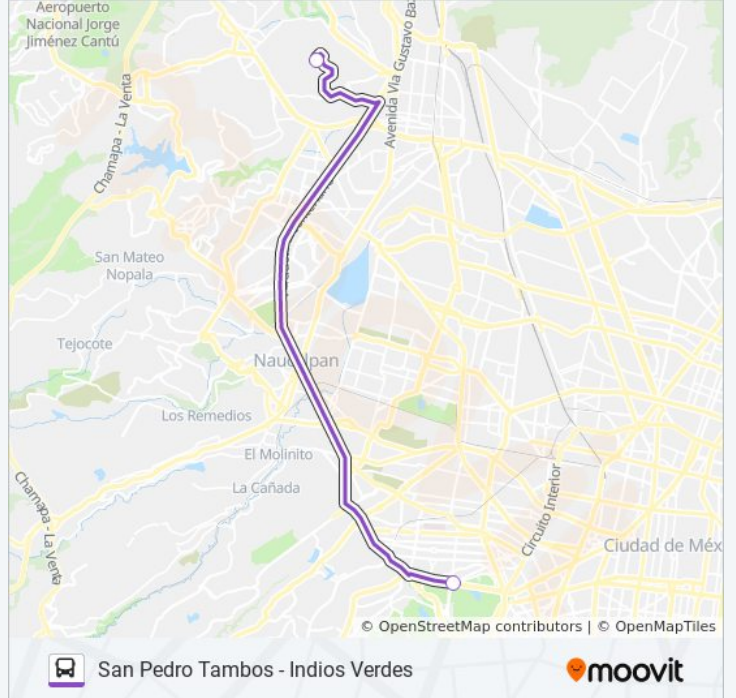 Aeropuerto
Nacional Jorge
Jiménez Cantú
Chamapa - La Venta
Avenida Vía Gustavo Baz
San Mateo
Nopala
Tejocote
Naucalpan
Los Remedios
El Molinito
La Cañada
Chamapa - La Venta
Circuito Interior
Ciudad de Méx
© OpenStreetMap contributors | © OpenMapTiles
San Pedro Tambos - Indios Verdes
moovit